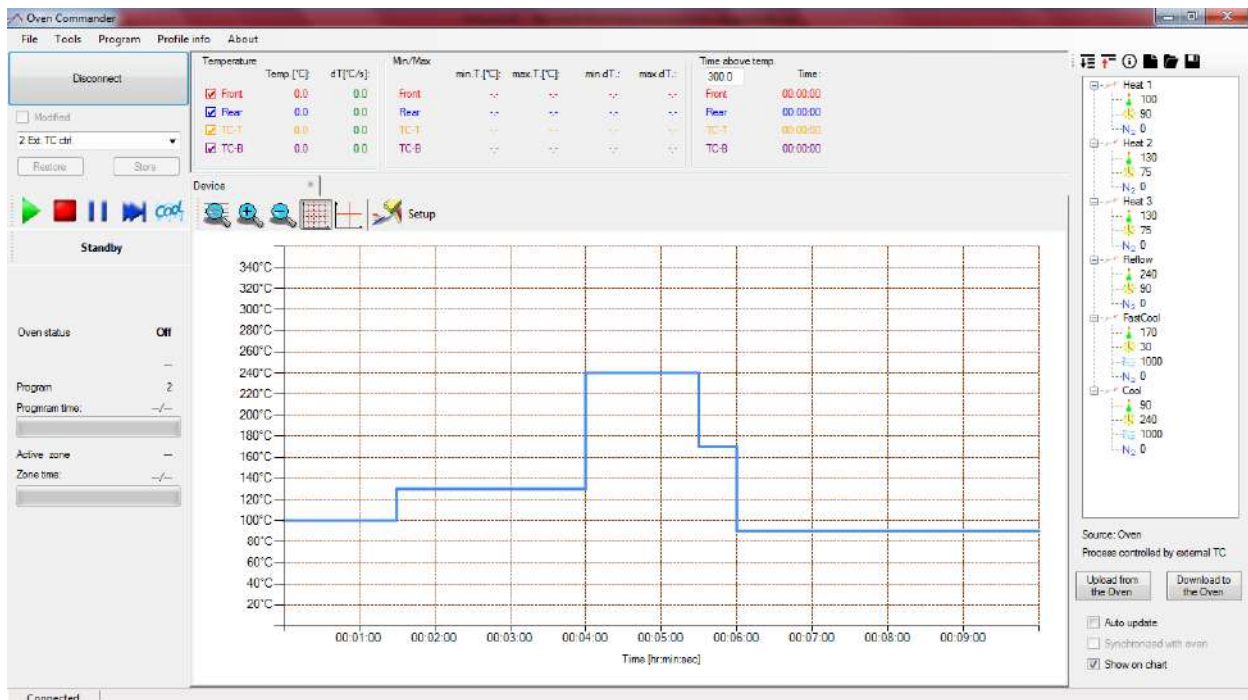 Oven Commander
File Tools Program Profile info About
Disconnect
Modified
2 Ext. TC ctrl
Restore Store
Standby
Oven status Off
--
Program 2
Progmram time: --/--
Active zone --
Zone time: --/--
Temperature
Temp.[°C]: dT[°C/s]:
Front 0.0 0.0
Rear 0.0 0.0
TC-T 0.0 0.0
TC-B 0.0 0.0
Min/Max
min.T.[°C]: max.T.[°C]: min.dT.: max.dT.:
Front -.- -.- -.- -.-
Rear -.- -.- -.- -.-
TC-T -.- -.- -.- -.-
TC-B -.- -.- -.- -.-
Time above temp.
300.0 Time:
Front 00:00:00
Rear 00:00:00
TC-T 00:00:00
TC-B 00:00:00
Device
Setup
340°C
320°C
300°C
280°C
260°C
240°C
220°C
200°C
180°C
160°C
140°C
120°C
100°C
80°C
60°C
40°C
20°C
00:01:00 00:02:00 00:03:00 00:04:00 00:05:00 00:06:00 00:07:00 00:08:00 00:09:00
Time [hr:min:sec]
Heat 1
100
90
N₂ 0
Heat 2
130
75
N₂ 0
Heat 3
130
75
N₂ 0
Reflow
240
90
N₂ 0
FastCool
170
30
1000
N₂ 0
Cool
90
240
1000
N₂ 0
Source: Oven
Process controlled by external TC
Upload from the Oven
Download to the Oven
Auto update
Synchronized with oven
Show on chart
Connected